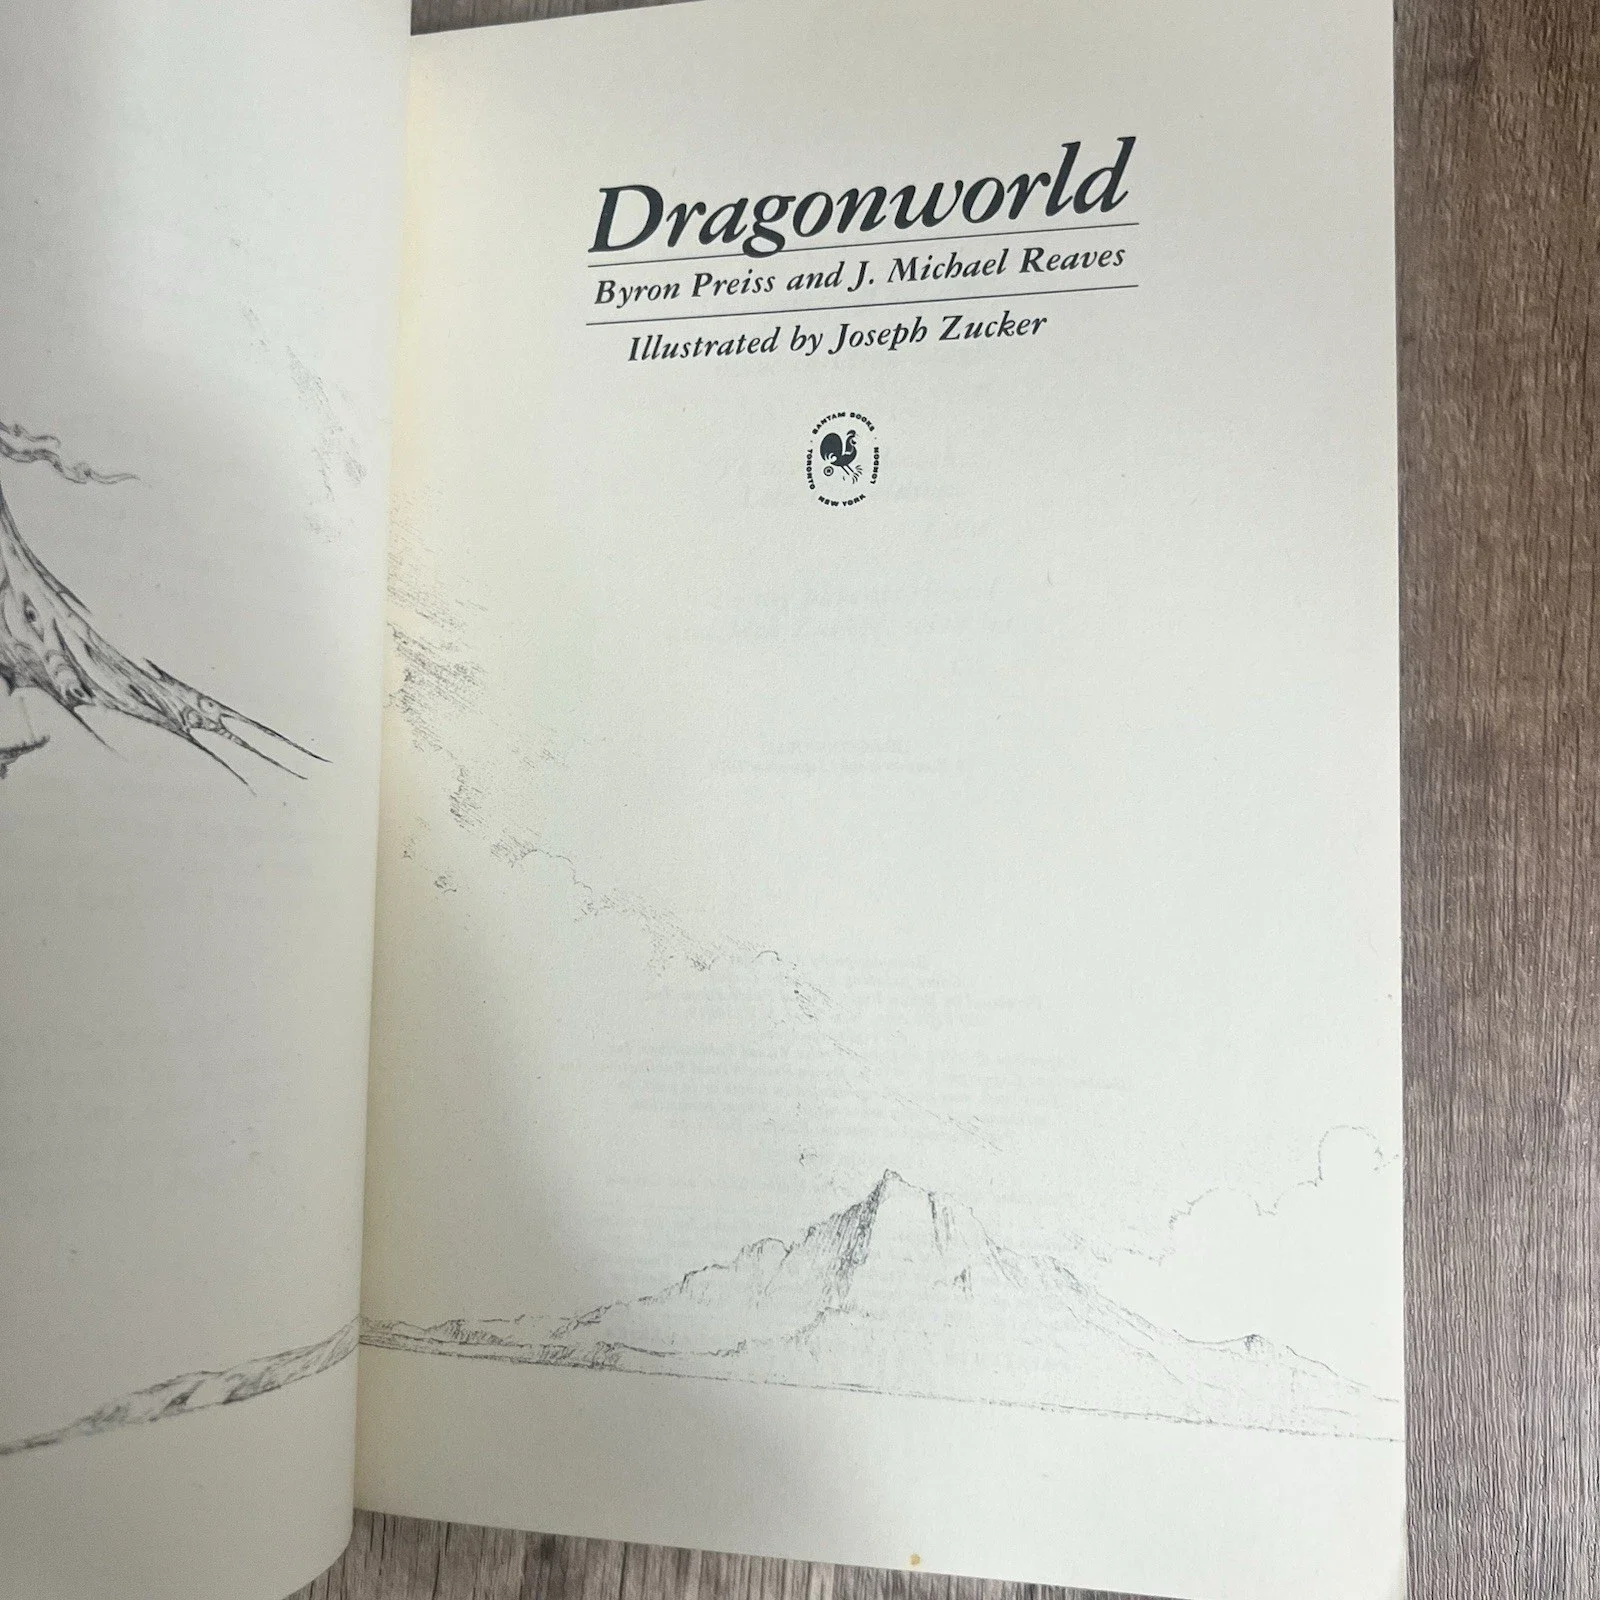 Dragonworld
Byron Preiss and J. Michael Reaves
Illustrated by Joseph Zucker
BANTAM BOOKS
TORONTO · NEW YORK · LONDON